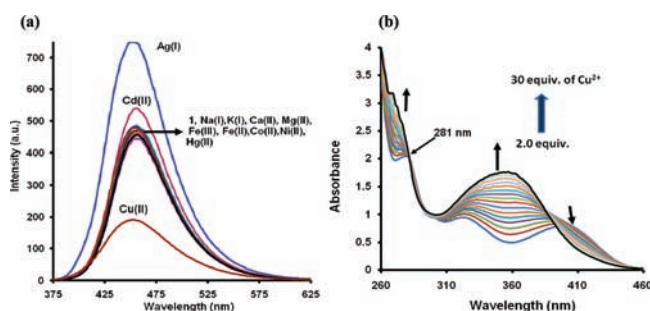 (a)
750
700
600
500
400
300
200
100
0
Intensity (a.u.)
Ag(I)
Cd(II)
1, Na(I),K(I), Ca(II), Mg(II),
Fe(III), Fe(II),Co(II),Ni(II),
Hg(II)
Cu(II)
375 425 475 525 575 625
Wavelength (nm)
(b)
4
3.5
3
2.5
2
1.5
1
0.5
0
Absorbance
30 equiv. of Cu²⁺
2.0 equiv.
281 nm
260 310 360 410 460
Wavelength (nm)